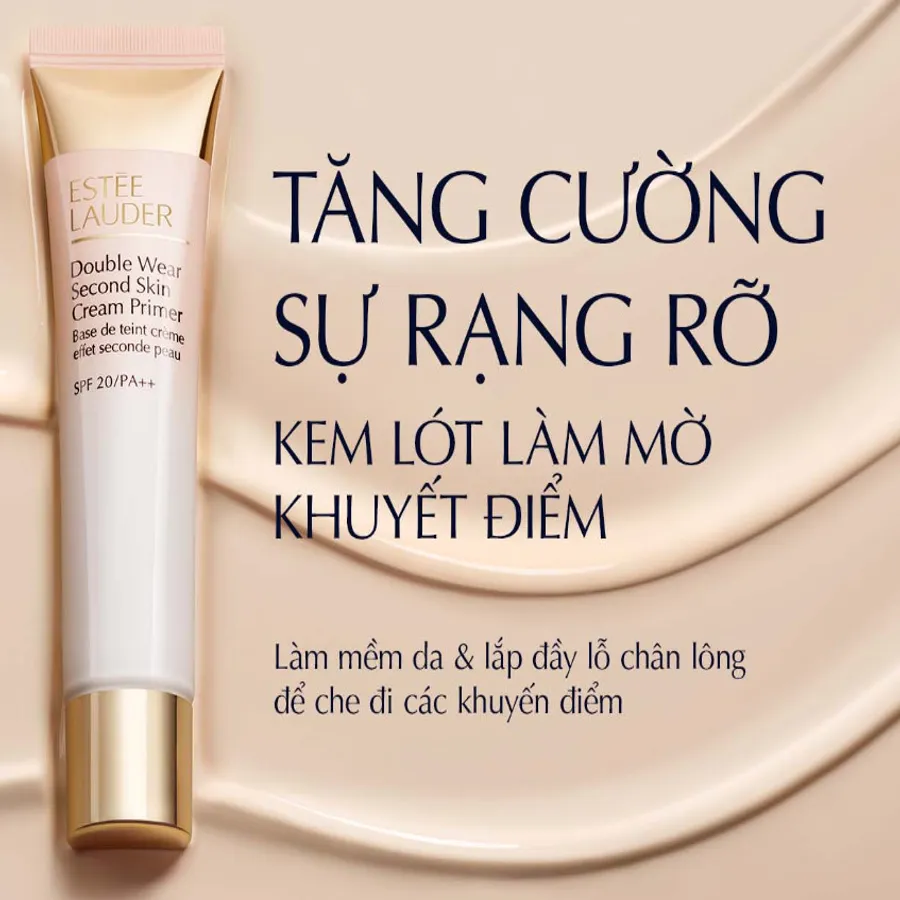 ESTĒE
LAUDER
Double Wear
Second Skin
Cream Primer
Base de teint crème
effet seconde peau
SPF 20/PA++
TĂNG CƯỜNG
SỰ RẠNG RỠ
KEM LÓT LÀM MỜ
KHUYẾT ĐIỂM
Làm mềm da & lắp đầy lỗ chân lông
để che đi các khuyến điểm